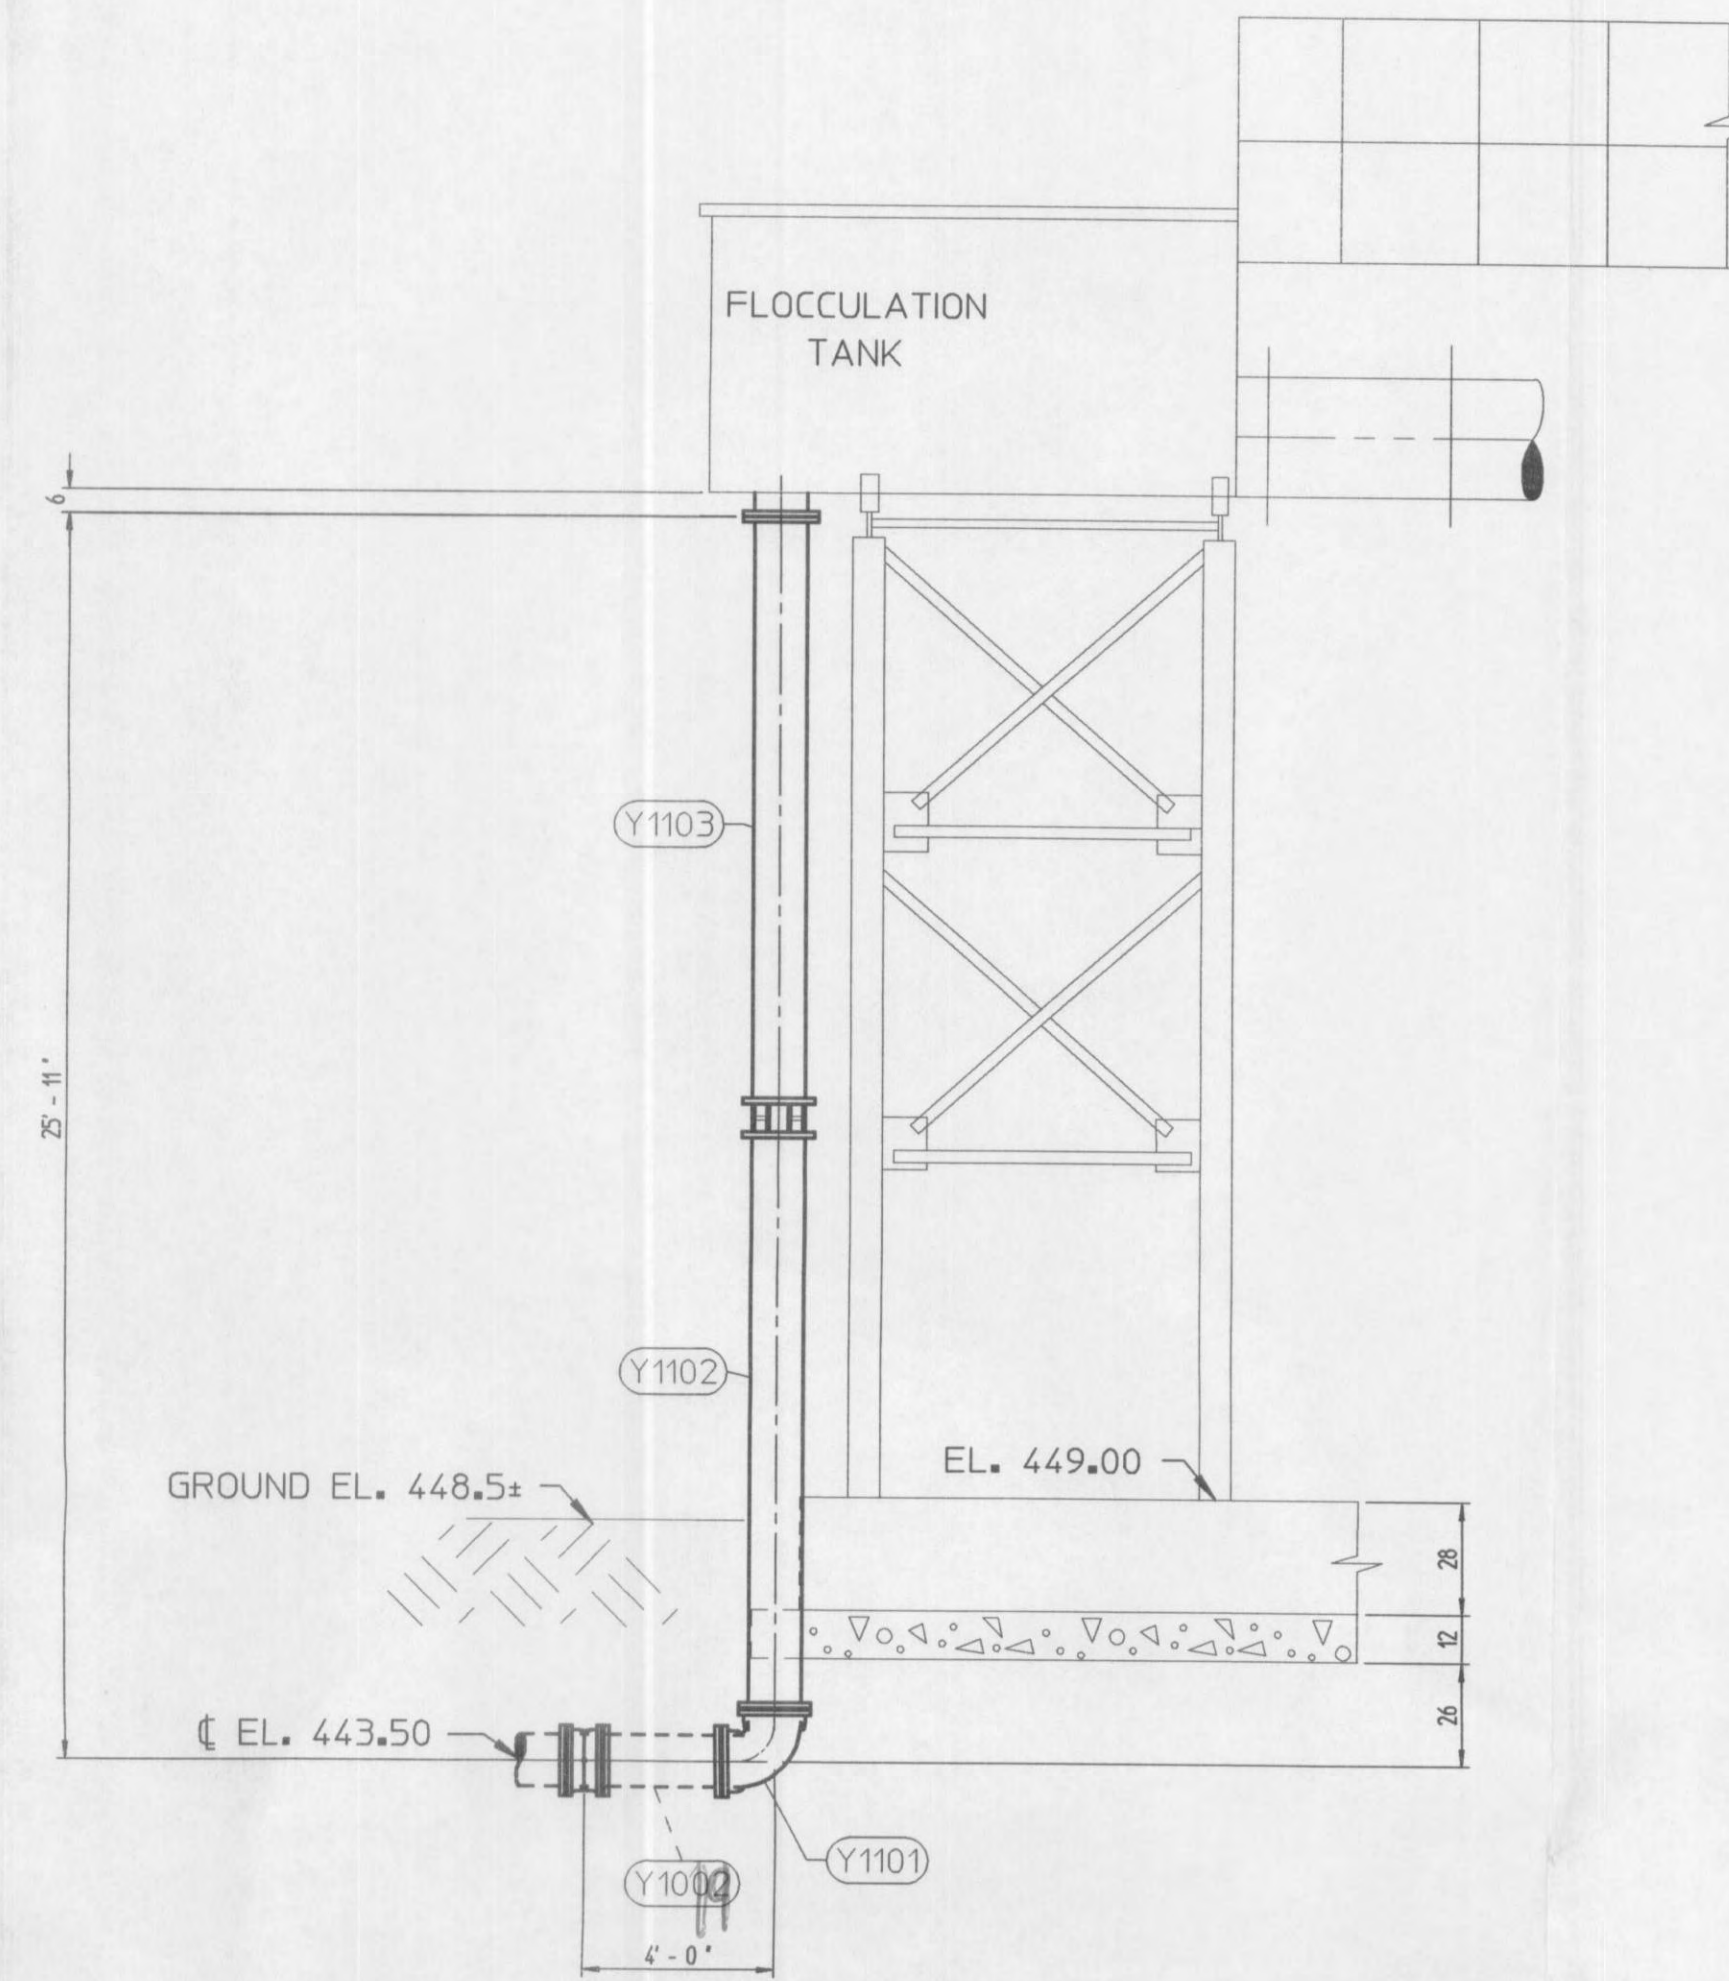 FLOCCULATION
TANK
6
Y1103
25' - 11"
Y1102
EL. 449.00
GROUND EL. 448.5±
28
12
26
℄ EL. 443.50
Y1101
Y1002
4' - 0"